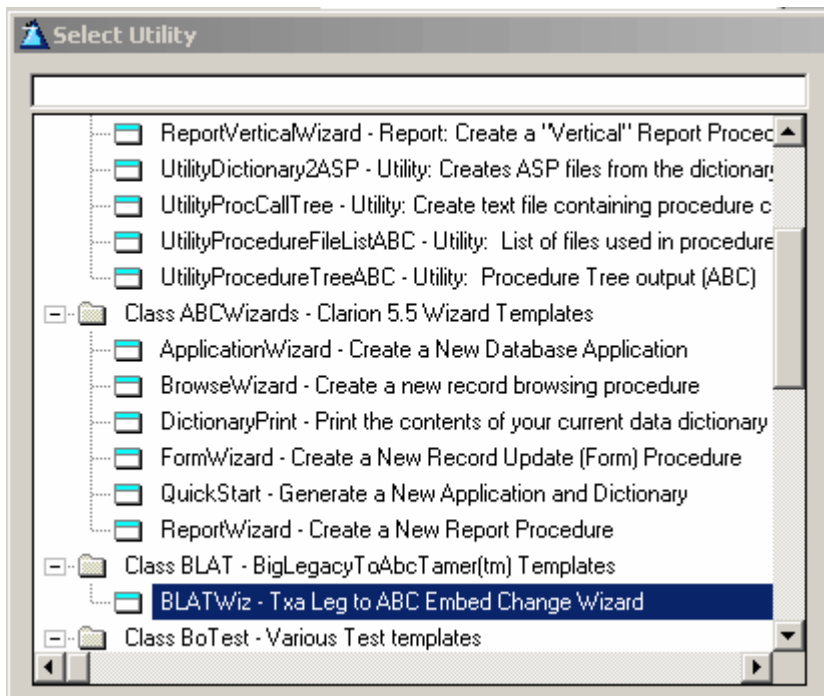 Select Utility
ReportVerticalWizard - Report: Create a "Vertical" Report Proced
UtilityDictionary2ASP - Utility: Creates ASP files from the dictionary
UtilityProcCallTree - Utility: Create text file containing procedure c
UtilityProcedureFileListABC - Utility:  List of files used in procedure
UtilityProcedureTreeABC - Utility:  Procedure Tree output (ABC)
Class ABCWizards - Clarion 5.5 Wizard Templates
ApplicationWizard - Create a New Database Application
BrowseWizard - Create a new record browsing procedure
DictionaryPrint - Print the contents of your current data dictionary
FormWizard - Create a New Record Update (Form) Procedure
QuickStart - Generate a New Application and Dictionary
ReportWizard - Create a New Report Procedure
Class BLAT - BigLegacyToAbcTamer(tm) Templates
BLATWiz - Txa Leg to ABC Embed Change Wizard
Class BoTest - Various Test templates